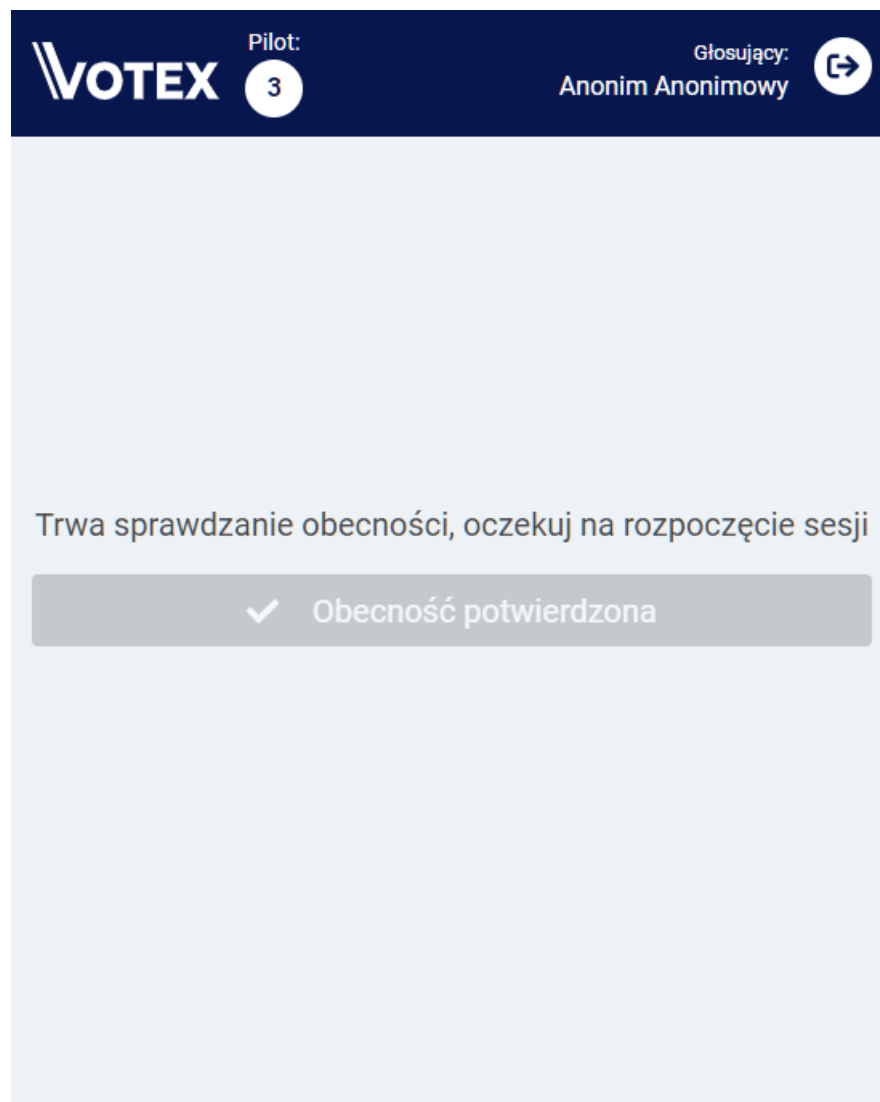 VOTEX
Pilot:
3
Głosujący:
Anonim Anonimowy
Trwa sprawdzanie obecności, oczekuj na rozpoczęcie sesji
Obecność potwierdzona